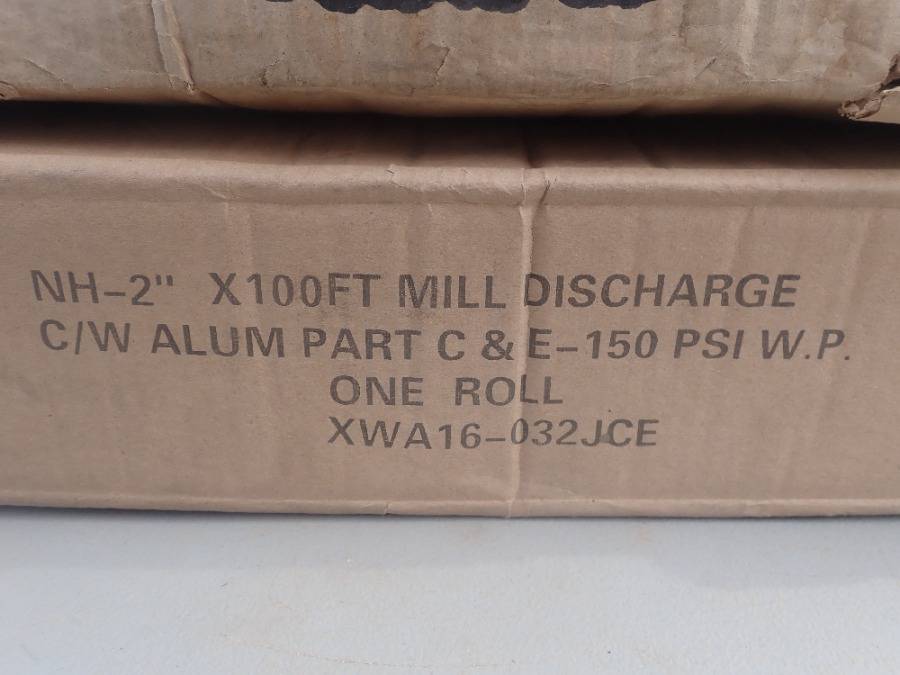 NH-2" X100FT MILL DISCHARGE
C/W ALUM PART C & E-150 PSI W.P.
ONE ROLL
XWA16-032JCE